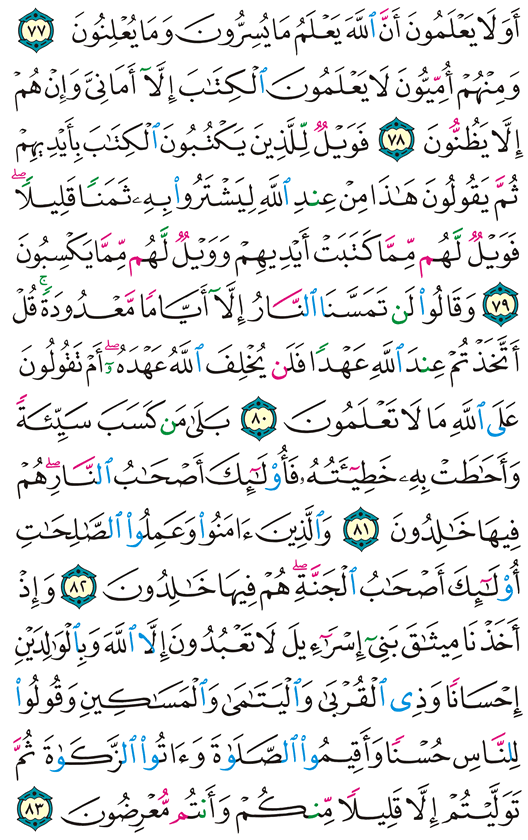 أَوَلَا يَعْلَمُونَ أَنَّ ٱللَّهَ يَعْلَمُ مَا يُسِرُّونَ وَمَا يُعْلِنُونَ ٧٧
وَمِنْهُمْ أُمِّيُّونَ لَا يَعْلَمُونَ ٱلْكِتَٰبَ إِلَّآ أَمَانِىَّ وَإِنْ هُمْ
إِلَّا يَظُنُّونَ ٧٨ فَوَيْلٌ لِّلَّذِينَ يَكْتُبُونَ ٱلْكِتَٰبَ بِأَيْدِيهِمْ
ثُمَّ يَقُولُونَ هَٰذَا مِنْ عِندِ ٱللَّهِ لِيَشْتَرُوا۟ بِهِۦ ثَمَنًا قَلِيلًا ۖ
فَوَيْلٌ لَّهُم مِّمَّا كَتَبَتْ أَيْدِيهِمْ وَوَيْلٌ لَّهُم مِّمَّا يَكْسِبُونَ
٧٩ وَقَالُوا۟ لَن تَمَسَّنَا ٱلنَّارُ إِلَّآ أَيَّامًا مَّعْدُودَةً ۚ قُلْ
أَتَّخَذْتُمْ عِندَ ٱللَّهِ عَهْدًا فَلَن يُخْلِفَ ٱللَّهُ عَهْدَهُۥٓ ۖ أَمْ تَقُولُونَ
عَلَى ٱللَّهِ مَا لَا تَعْلَمُونَ ٨٠ بَلَىٰ مَن كَسَبَ سَيِّئَةً
وَأَحَٰطَتْ بِهِۦ خَطِيٓـَٔتُهُۥ فَأُو۟لَٰٓئِكَ أَصْحَٰبُ ٱلنَّارِ ۖ هُمْ
فِيهَا خَٰلِدُونَ ٨١ وَٱلَّذِينَ ءَامَنُوا۟ وَعَمِلُوا۟ ٱلصَّٰلِحَٰتِ
أُو۟لَٰٓئِكَ أَصْحَٰبُ ٱلْجَنَّةِ ۖ هُمْ فِيهَا خَٰلِدُونَ ٨٢ وَإِذْ
أَخَذْنَا مِيثَٰقَ بَنِىٓ إِسْرَٰٓءِيلَ لَا تَعْبُدُونَ إِلَّا ٱللَّهَ وَبِٱلْوَٰلِدَيْنِ
إِحْسَانًا وَذِى ٱلْقُرْبَىٰ وَٱلْيَتَٰمَىٰ وَٱلْمَسَٰكِينِ وَقُولُوا۟
لِلنَّاسِ حُسْنًا وَأَقِيمُوا۟ ٱلصَّلَوٰةَ وَءَاتُوا۟ ٱلزَّكَوٰةَ ثُمَّ
تَوَلَّيْتُمْ إِلَّا قَلِيلًا مِّنكُمْ وَأَنتُم مُّعْرِضُونَ ٨٣